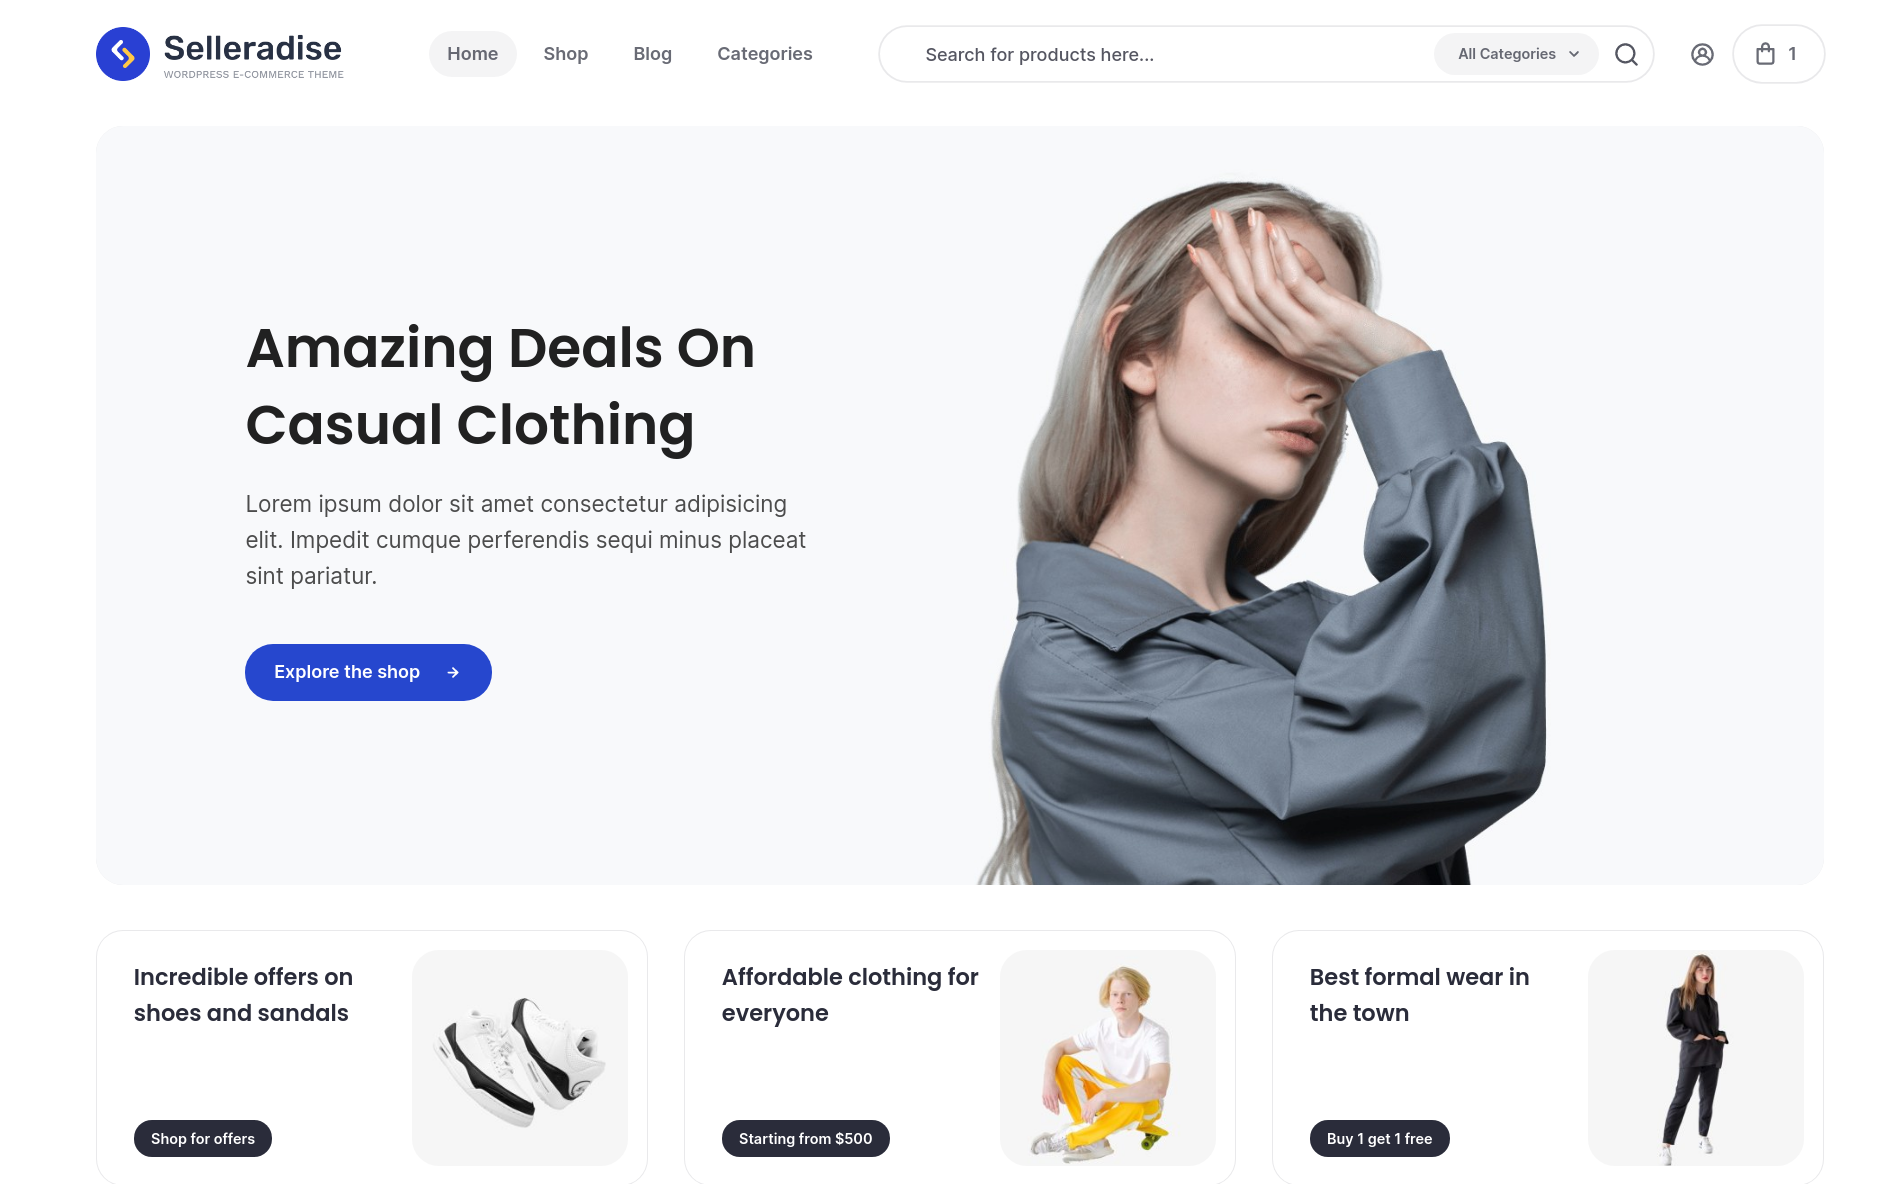 Selleradise
WORDPRESS E-COMMERCE THEME
Home
Shop
Blog
Categories
Search for products here...
All Categories
1
Amazing Deals On
Casual Clothing
Lorem ipsum dolor sit amet consectetur adipisicing
elit. Impedit cumque perferendis sequi minus placeat
sint pariatur.
Explore the shop
Incredible offers on
shoes and sandals
Shop for offers
Affordable clothing for
everyone
Starting from $500
Best formal wear in
the town
Buy 1 get 1 free